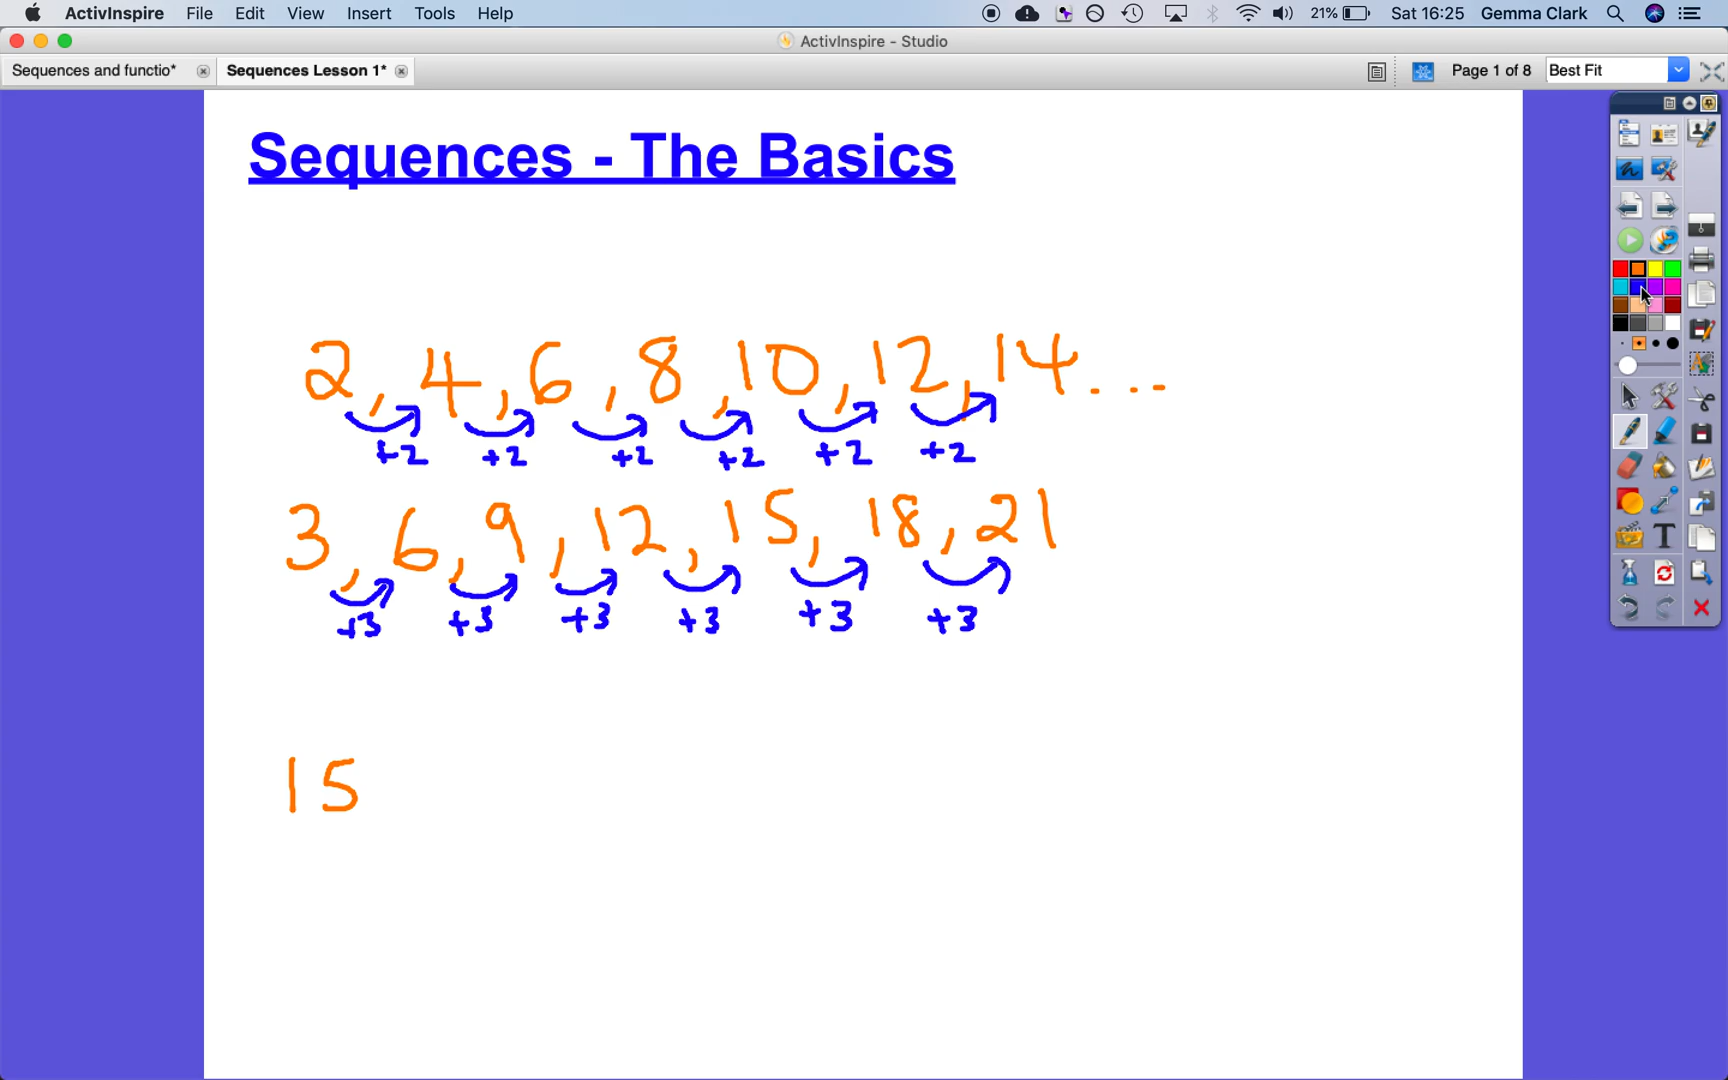 ActivInspire File Edit View Insert Tools Help 21% Sat 16:25 Gemma Clark
ActivInspire - Studio
Sequences and functio* Sequences Lesson 1* Page 1 of 8 Best Fit
Sequences - The Basics
2, 4, 6, 8, 10, 12, 14...
+2 +2 +2 +2 +2 +2
3, 6, 9, 12, 15, 18, 21
+3 +3 +3 +3 +3 +3
15